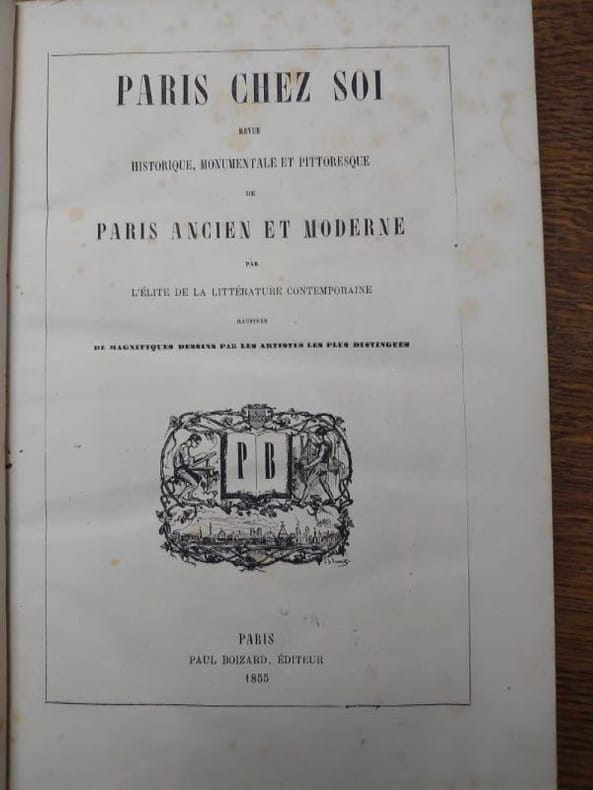 PARIS CHEZ SOI
REVUE
HISTORIQUE, MONUMENTALE ET PITTORESQUE
DE
PARIS ANCIEN ET MODERNE
PAR
L'ÉLITE DE LA LITTÉRATURE CONTEMPORAINE
ILLUSTRÉE
DE MAGNIFIQUES DESSINS PAR LES ARTISTES LES PLUS DISTINGUÉS
P B
PARIS
PAUL BOIZARD, ÉDITEUR
1855